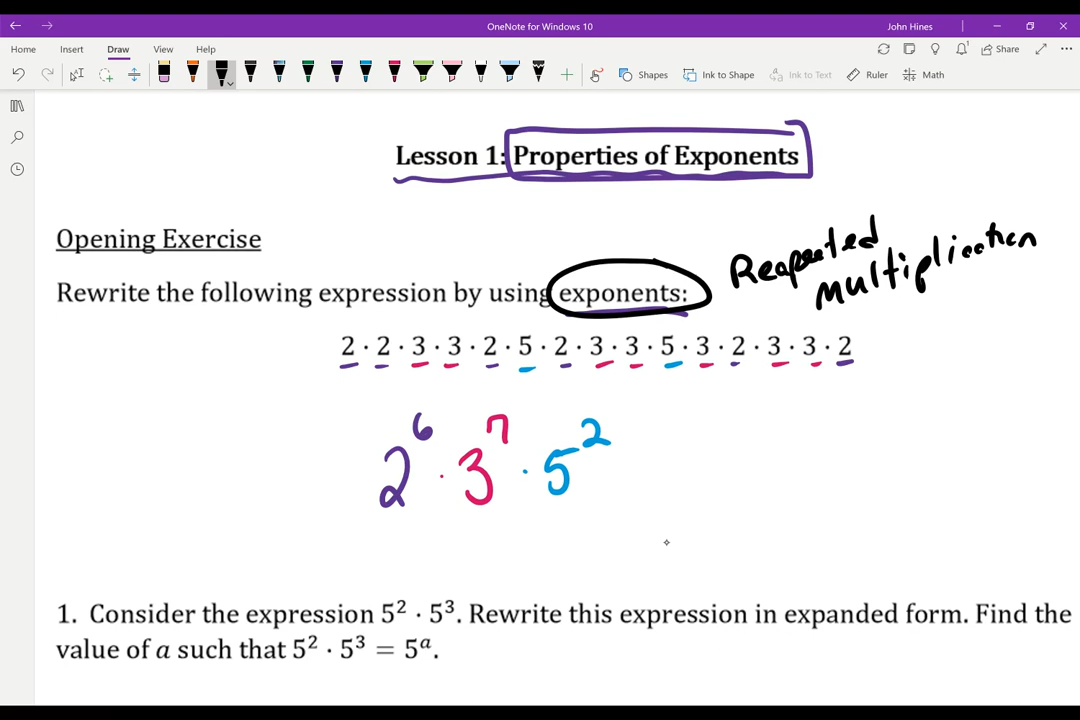 OneNote for Windows 10
John Hines
Home Insert Draw View Help
Share
Shapes Ink to Shape Ink to Text Ruler Math
Lesson 1: Properties of Exponents
Opening Exercise
Reapeated
multiplication
Rewrite the following expression by using exponents:
2 · 2 · 3 · 3 · 2 · 5 · 2 · 3 · 3 · 5 · 3 · 2 · 3 · 3 · 2
2⁶ · 3⁷ · 5²
1. Consider the expression 5² · 5³. Rewrite this expression in expanded form. Find the
value of a such that 5² · 5³ = 5ᵃ.